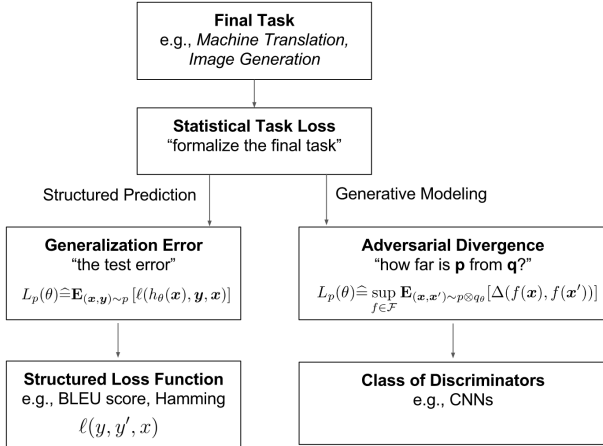 Final Task
e.g., Machine Translation,
Image Generation
Statistical Task Loss
“formalize the final task”
Structured Prediction
Generative Modeling
Generalization Error
“the test error”
L_p(θ) ≙ E_{(x,y)∼p} [ℓ(h_θ(x), y, x)]
Adversarial Divergence
“how far is p from q?”
L_p(θ) ≙ sup_{f∈F} E_{(x,x′)∼p⊗q_θ} [Δ(f(x), f(x′))]
Structured Loss Function
e.g., BLEU score, Hamming
ℓ(y, y′, x)
Class of Discriminators
e.g., CNNs